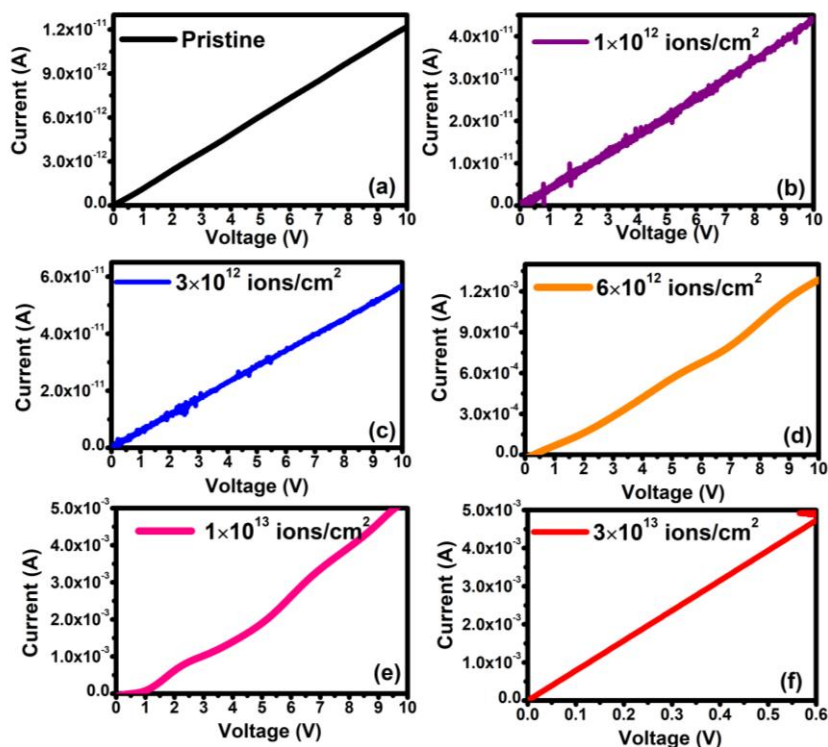 1.2x10⁻¹¹
9.0x10⁻¹²
6.0x10⁻¹²
3.0x10⁻¹²
0.0
Current (A)
Pristine
(a)
0 1 2 3 4 5 6 7 8 9 10
Voltage (V)
4.0x10⁻¹¹
3.0x10⁻¹¹
2.0x10⁻¹¹
1.0x10⁻¹¹
0.0
Current (A)
1×10¹² ions/cm²
(b)
0 1 2 3 4 5 6 7 8 9 10
Voltage (V)
6.0x10⁻¹¹
4.0x10⁻¹¹
2.0x10⁻¹¹
0.0
Current (A)
3×10¹² ions/cm²
(c)
0 1 2 3 4 5 6 7 8 9 10
Voltage (V)
1.2x10⁻³
9.0x10⁻⁴
6.0x10⁻⁴
3.0x10⁻⁴
0.0
Current (A)
6×10¹² ions/cm²
(d)
0 1 2 3 4 5 6 7 8 9 10
Voltage (V)
5.0x10⁻³
4.0x10⁻³
3.0x10⁻³
2.0x10⁻³
1.0x10⁻³
0.0
Current (A)
1×10¹³ ions/cm²
(e)
0 1 2 3 4 5 6 7 8 9 10
Voltage (V)
5.0x10⁻³
4.0x10⁻³
3.0x10⁻³
2.0x10⁻³
1.0x10⁻³
0.0
Current (A)
3×10¹³ ions/cm²
(f)
0.0 0.1 0.2 0.3 0.4 0.5 0.6
Voltage (V)